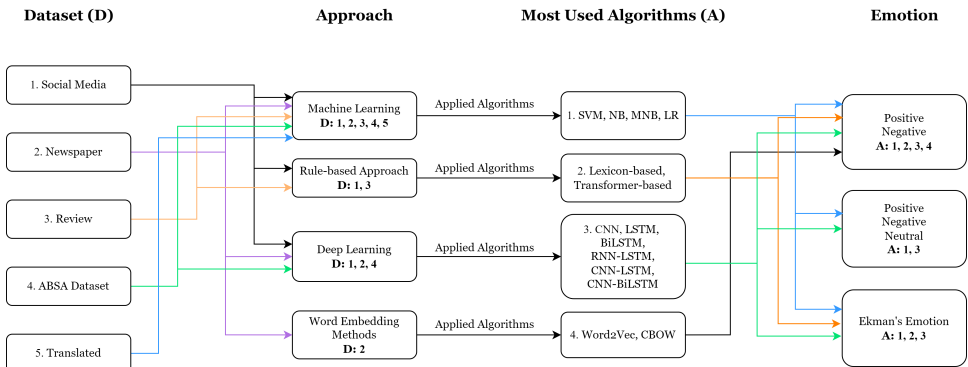 Dataset (D)
Approach
Most Used Algorithms (A)
Emotion
1. Social Media
2. Newspaper
3. Review
4. ABSA Dataset
5. Translated
Machine Learning
D: 1, 2, 3, 4, 5
Rule-based Approach
D: 1, 3
Deep Learning
D: 1, 2, 4
Word Embedding
Methods
D: 2
Applied Algorithms
Applied Algorithms
Applied Algorithms
Applied Algorithms
1. SVM, NB, MNB, LR
2. Lexicon-based,
Transformer-based
3. CNN, LSTM,
BiLSTM,
RNN-LSTM,
CNN-LSTM,
CNN-BiLSTM
4. Word2Vec, CBOW
Positive
Negative
A: 1, 2, 3, 4
Positive
Negative
Neutral
A: 1, 3
Ekman's Emotion
A: 1, 2, 3